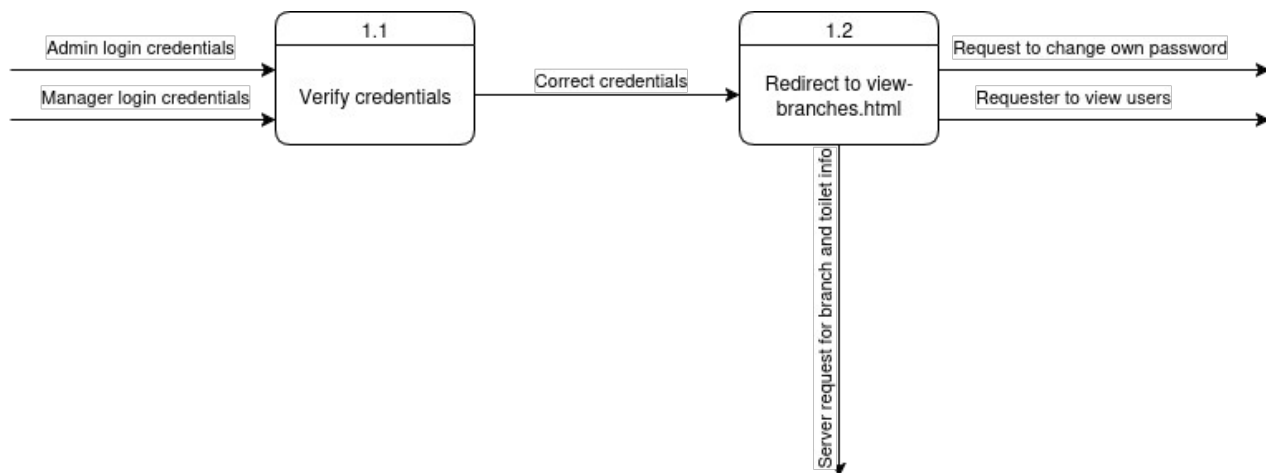 1.1
Verify credentials
Admin login credentials
Manager login credentials
Correct credentials
1.2
Redirect to view-
branches.html
Request to change own password
Requester to view users
Server request for branch and toilet info